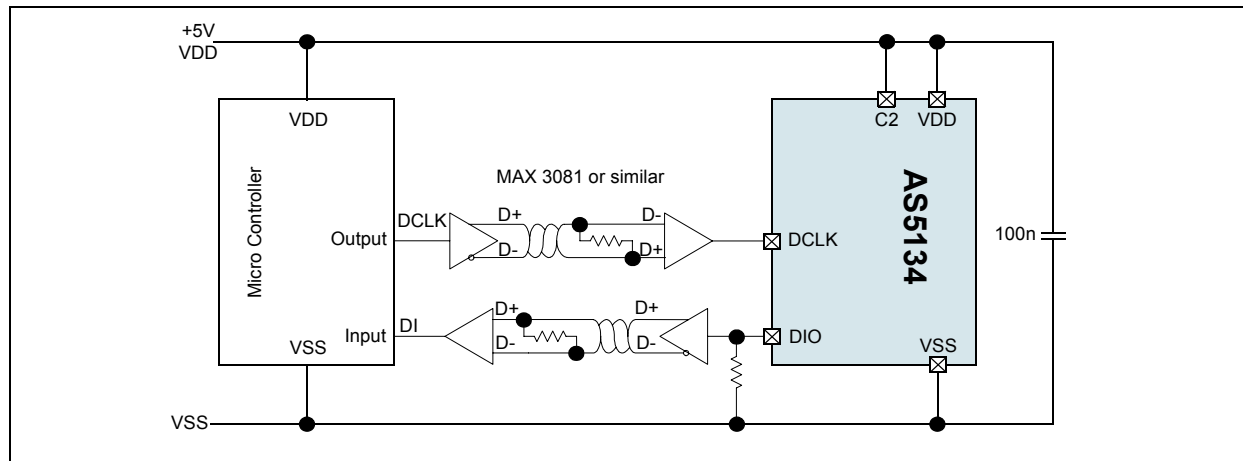 +5V
VDD
VDD
C2
VDD
Micro Controller
AS5134
MAX 3081 or similar
DCLK
D+
D-
Output
D-
D+
DCLK
100n
D+
D+
Input
DI
D-
D-
DIO
VSS
VSS
VSS